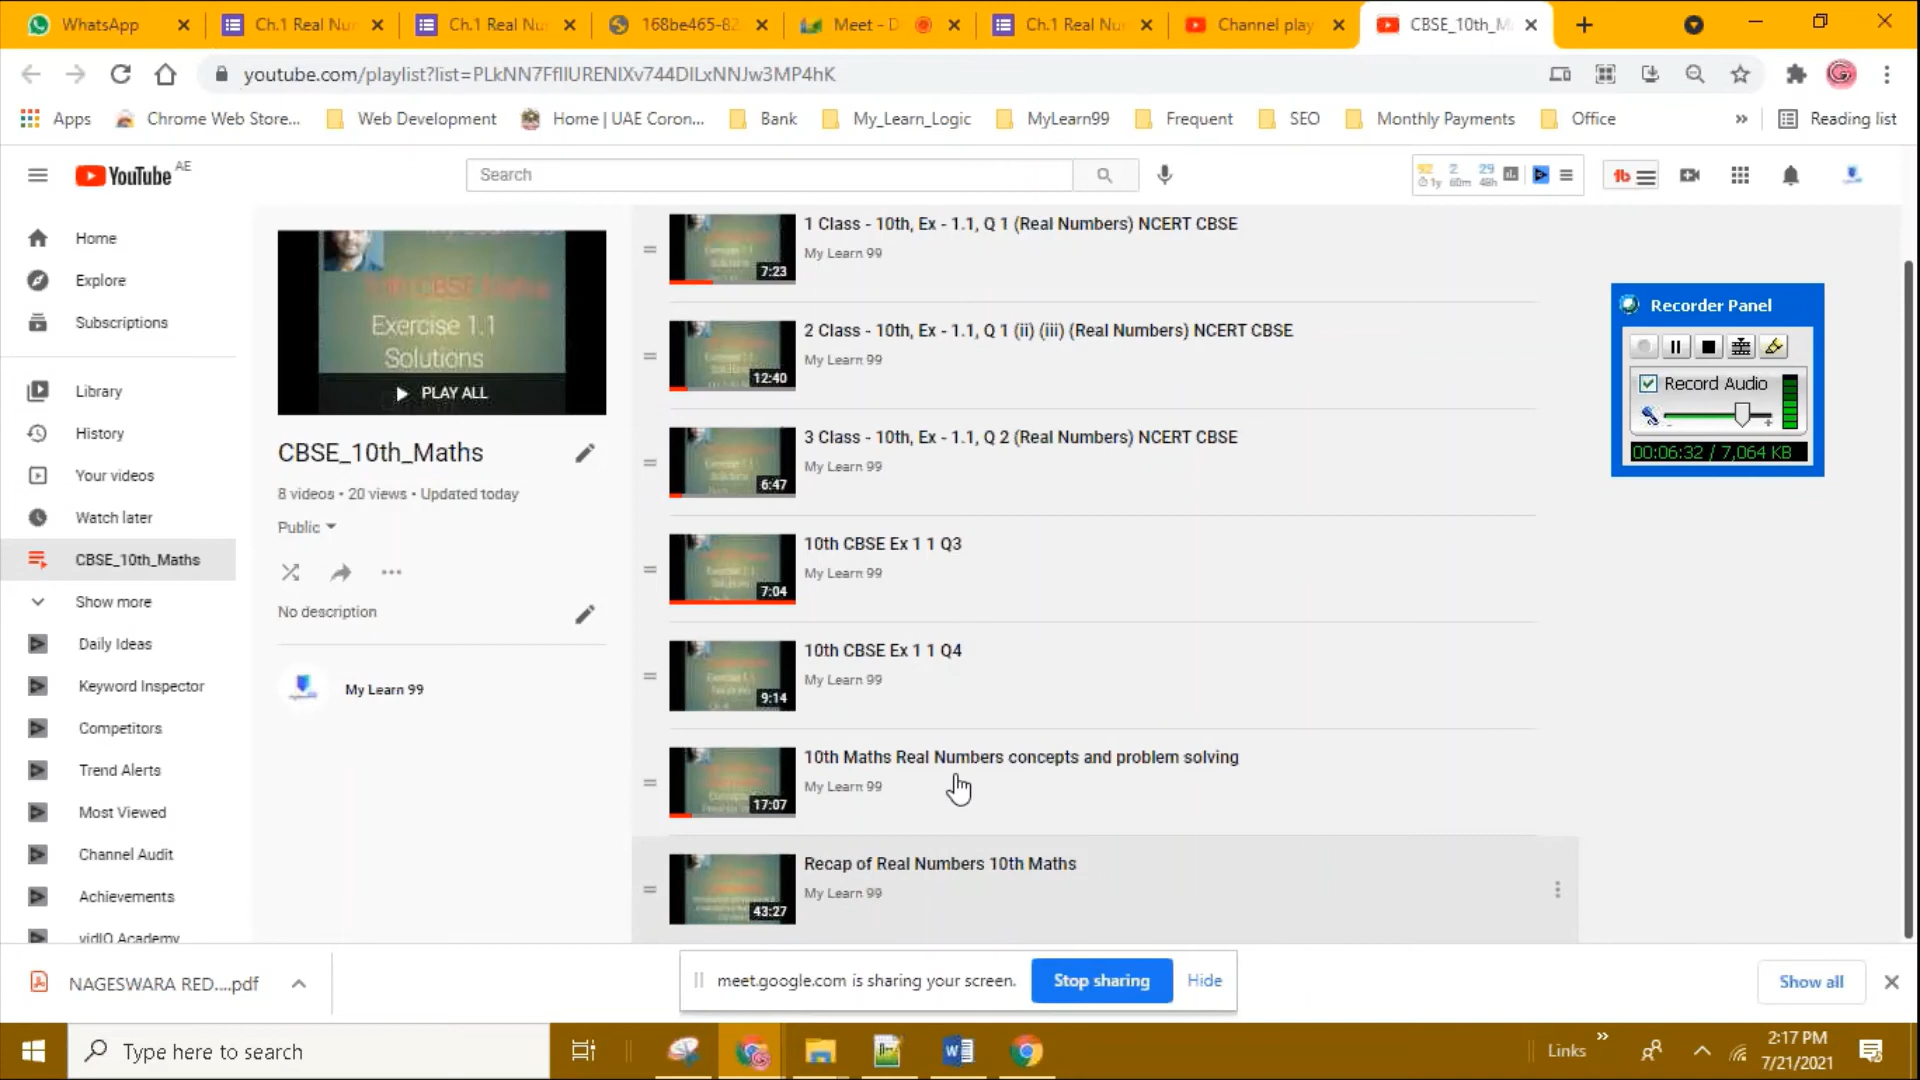 WhatsApp
Ch.1 Real Nu
Ch.1 Real Nu
168be465-82
Meet - D
Ch.1 Real Nu
Channel play
CBSE_10th_M
youtube.com/playlist?list=PLkNN7FflIURENIXv744DILxNNJw3MP4hK
Apps
Chrome Web Store...
Web Development
Home | UAE Coron...
Bank
My_Learn_Logic
MyLearn99
Frequent
SEO
Monthly Payments
Office
»
Reading list
YouTube AE
Search
2 29
1y 60m 48h
Home
Explore
Subscriptions
Library
History
Your videos
Watch later
CBSE_10th_Maths
Show more
Daily Ideas
Keyword Inspector
Competitors
Trend Alerts
Most Viewed
Channel Audit
Achievements
vidIQ Academy
10th CBSE Maths
Exercise 1.1
Solutions
PLAY ALL
CBSE_10th_Maths
8 videos • 20 views • Updated today
Public
No description
My Learn 99
7:23
1 Class - 10th, Ex - 1.1, Q 1 (Real Numbers) NCERT CBSE
My Learn 99
12:40
2 Class - 10th, Ex - 1.1, Q 1 (ii) (iii) (Real Numbers) NCERT CBSE
My Learn 99
6:47
3 Class - 10th, Ex - 1.1, Q 2 (Real Numbers) NCERT CBSE
My Learn 99
7:04
10th CBSE Ex 1 1 Q3
My Learn 99
9:14
10th CBSE Ex 1 1 Q4
My Learn 99
17:07
10th Maths Real Numbers concepts and problem solving
My Learn 99
43:27
Recap of Real Numbers 10th Maths
My Learn 99
Recorder Panel
Record Audio
00:06:32 / 7,064 KB
NAGESWARA RED....pdf
meet.google.com is sharing your screen.
Stop sharing
Hide
Show all
Type here to search
Links
»
2:17 PM
7/21/2021